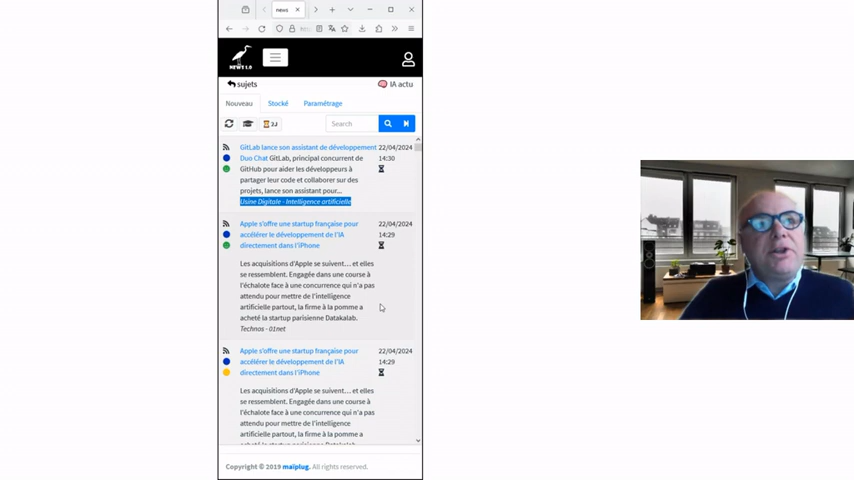 news
NEWS 1.0
sujets
IA actu
Nouveau
Stocké
Paramétrage
2J
Search
GitLab lance son assistant de développement 22/04/2024
Duo Chat GitLab, principal concurrent de 14:30
GitHub pour aider les développeurs à
partager leur code et collaborer sur des
projets, lance son assistant pour...
Usine Digitale - Intelligence artificielle
Apple s'offre une startup française pour 22/04/2024
accélérer le développement de l'IA 14:29
directement dans l'iPhone
Les acquisitions d'Apple se suivent… et elles
se ressemblent. Engagée dans une course à
l'échalote face à une concurrence qui n'a pas
attendu pour mettre de l'intelligence
artificielle partout, la firme à la pomme a
acheté la startup parisienne Datakalab.
Technos - 01net
Apple s'offre une startup française pour 22/04/2024
accélérer le développement de l'IA 14:29
directement dans l'iPhone
Les acquisitions d'Apple se suivent… et elles
se ressemblent. Engagée dans une course à
l'échalote face à une concurrence qui n'a pas
attendu pour mettre de l'intelligence
artificielle partout, la firme à la pomme a
acheté la startup parisienne Datakalab.
Copyright © 2019 maïplug. All rights reserved.